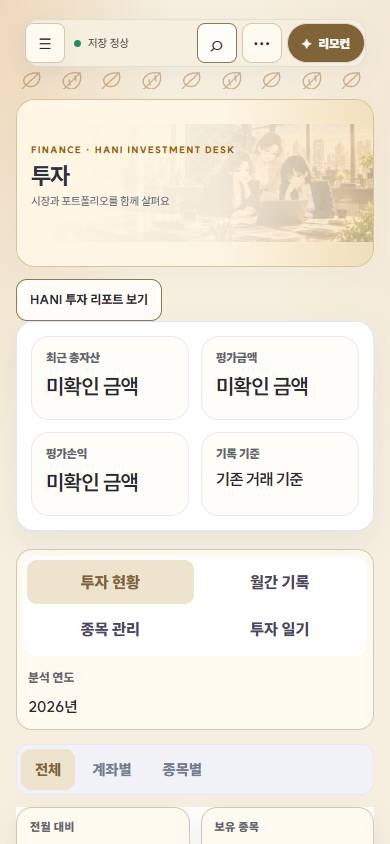 저장 정상
리모컨
FINANCE · HANI INVESTMENT DESK
투자
시장과 포트폴리오를 함께 살펴요
HANI 투자 리포트 보기
최근 총자산
평가금액
미확인 금액
미확인 금액
평가손익
기록 기준
미확인 금액
기존 거래 기준
투자 현황
월간 기록
종목 관리
투자 일기
분석 연도
2026년
전체
계좌별
종목별
전월 대비
보유 종목